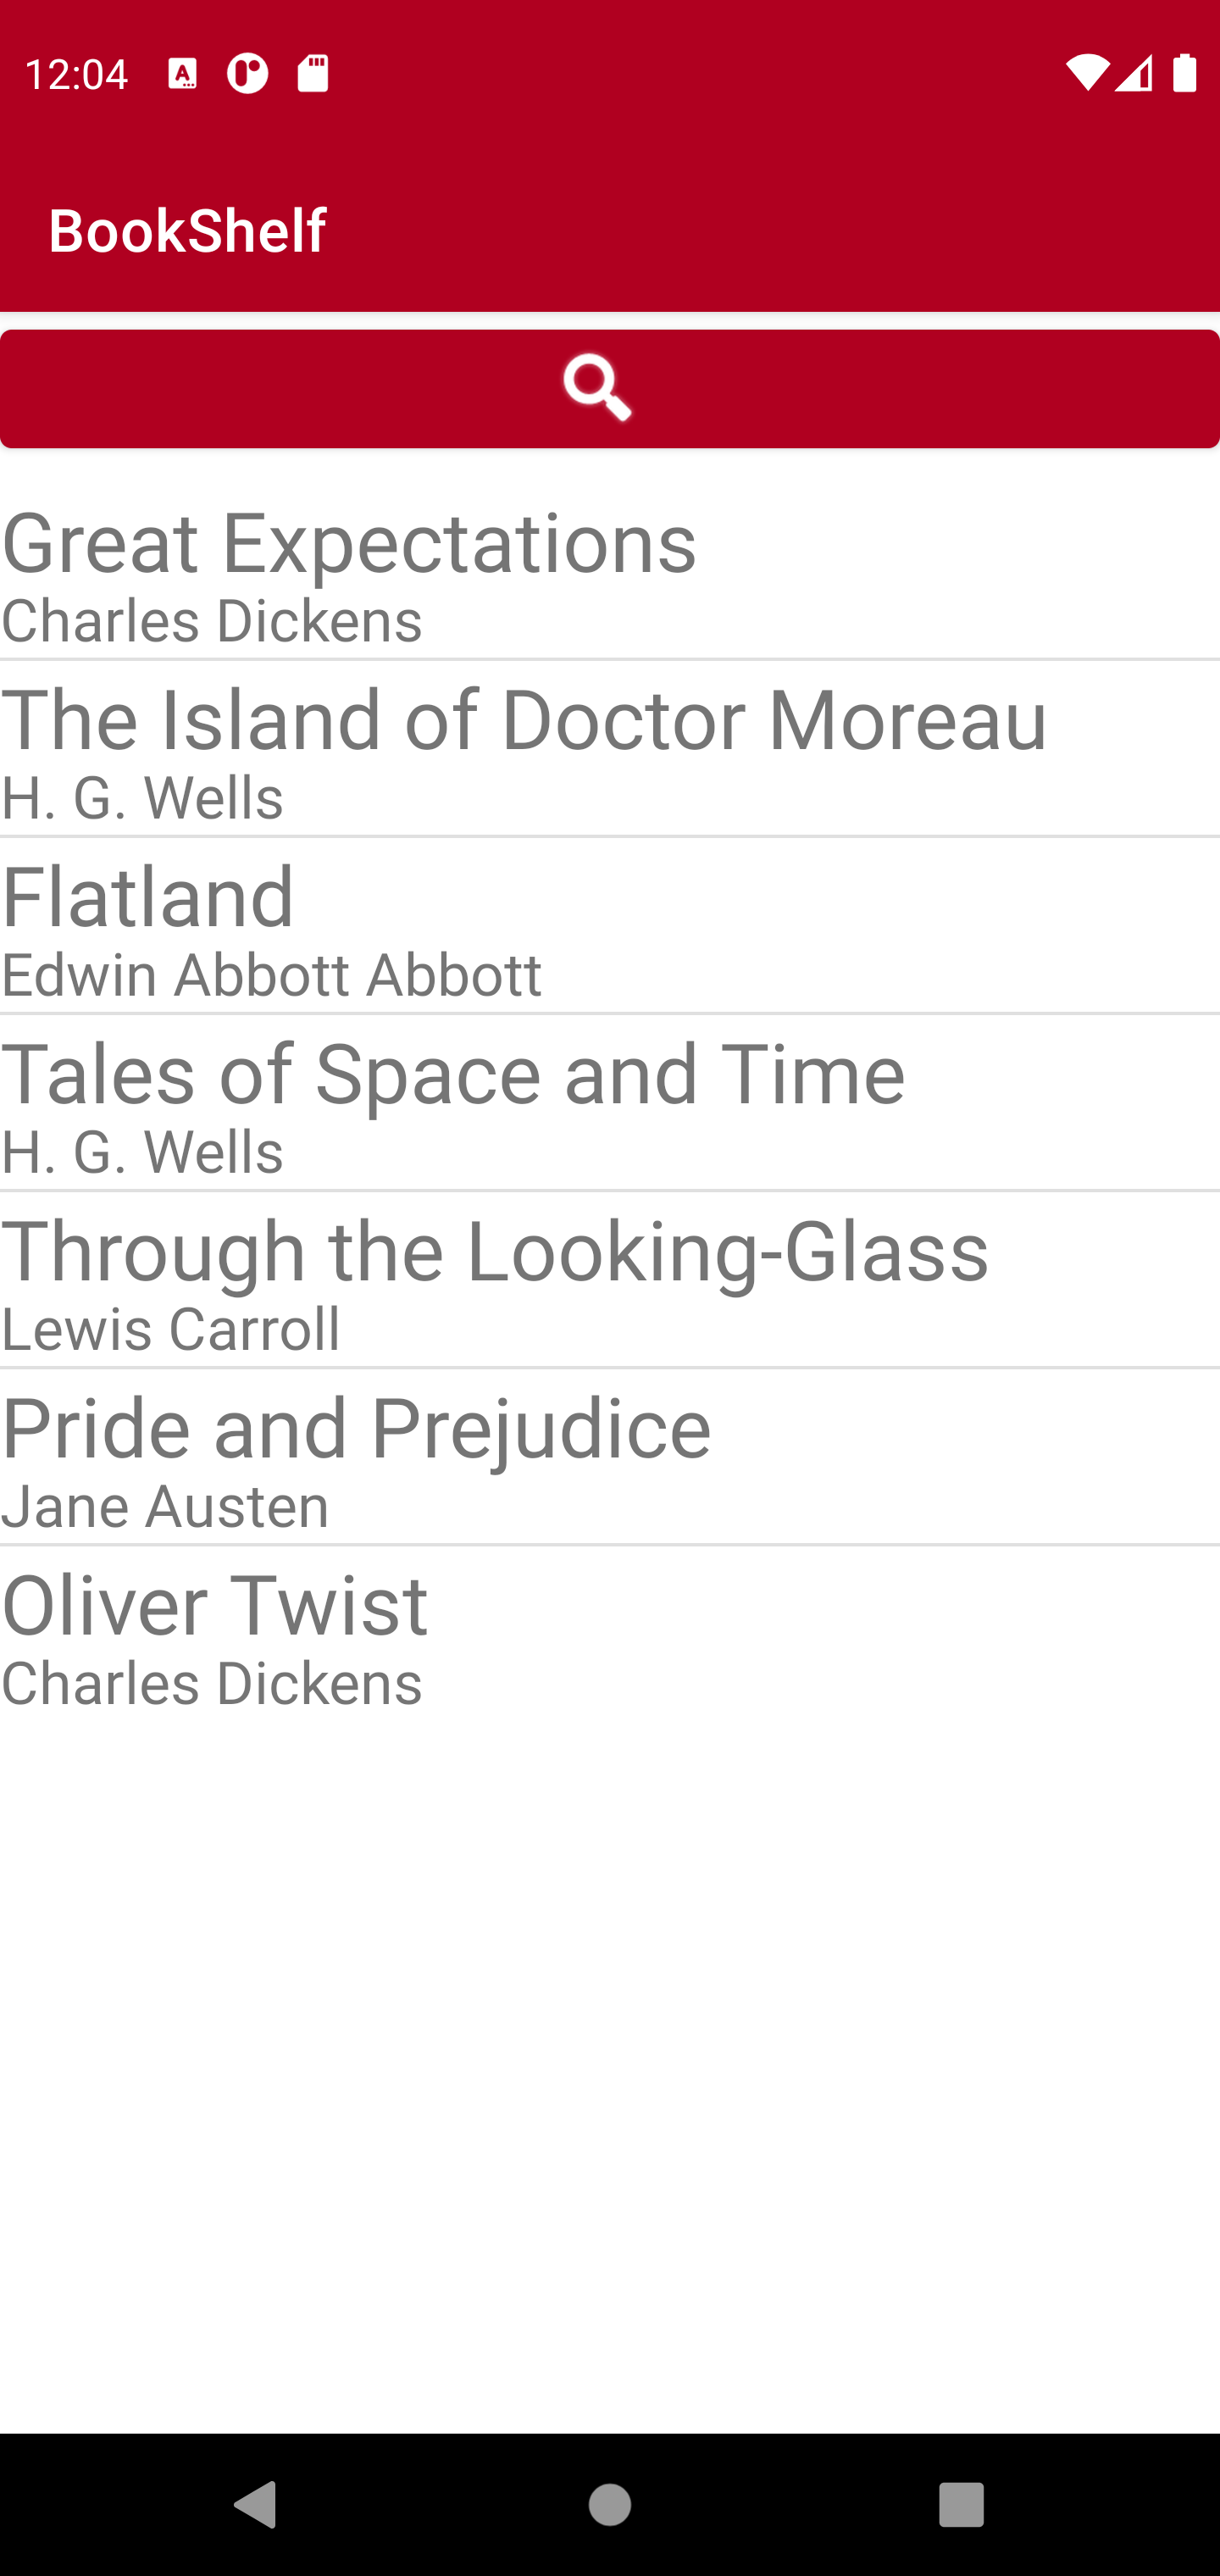 12:04
BookShelf
Great Expectations
Charles Dickens
The Island of Doctor Moreau
H. G. Wells
Flatland
Edwin Abbott Abbott
Tales of Space and Time
H. G. Wells
Through the Looking-Glass
Lewis Carroll
Pride and Prejudice
Jane Austen
Oliver Twist
Charles Dickens